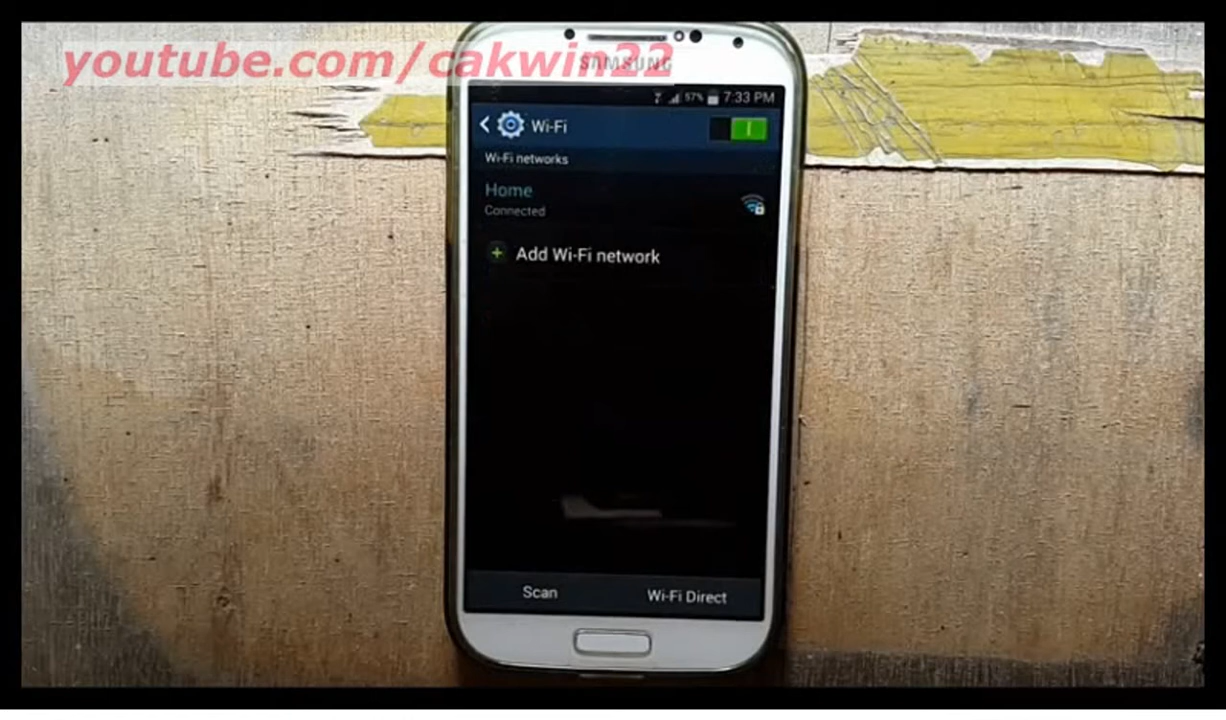 youtube.com/cakwin22
SAMSUNG
57% 7:33 PM
Wi-Fi
Wi-Fi networks
Home
Connected
Add Wi-Fi network
Scan
Wi-Fi Direct